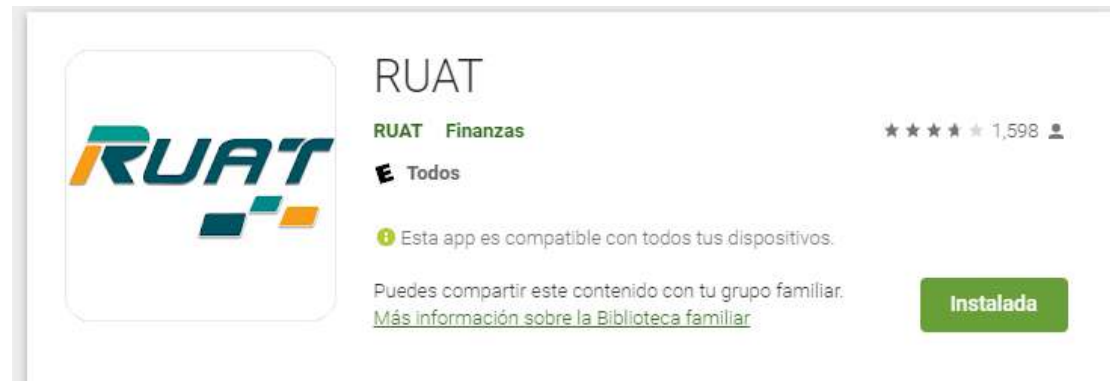 RUAT
RUAT
RUAT Finanzas
1,598
E Todos
Esta app es compatible con todos tus dispositivos.
Puedes compartir este contenido con tu grupo familiar.
Más información sobre la Biblioteca familiar
Instalada